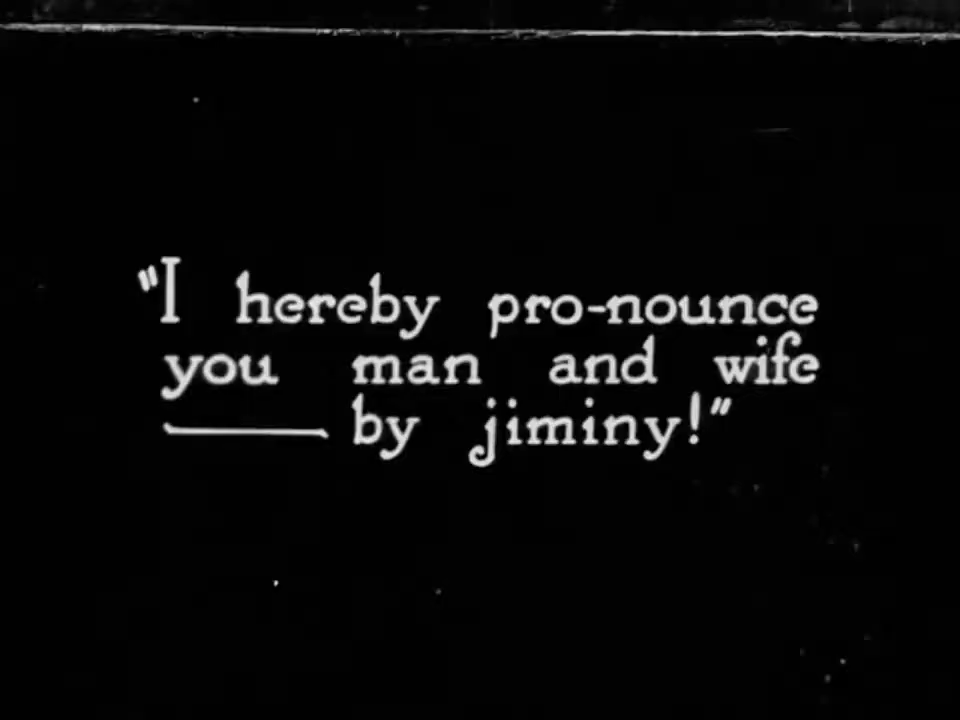 "I hereby pro-nounce
you man and wife
—— by jiminy!"